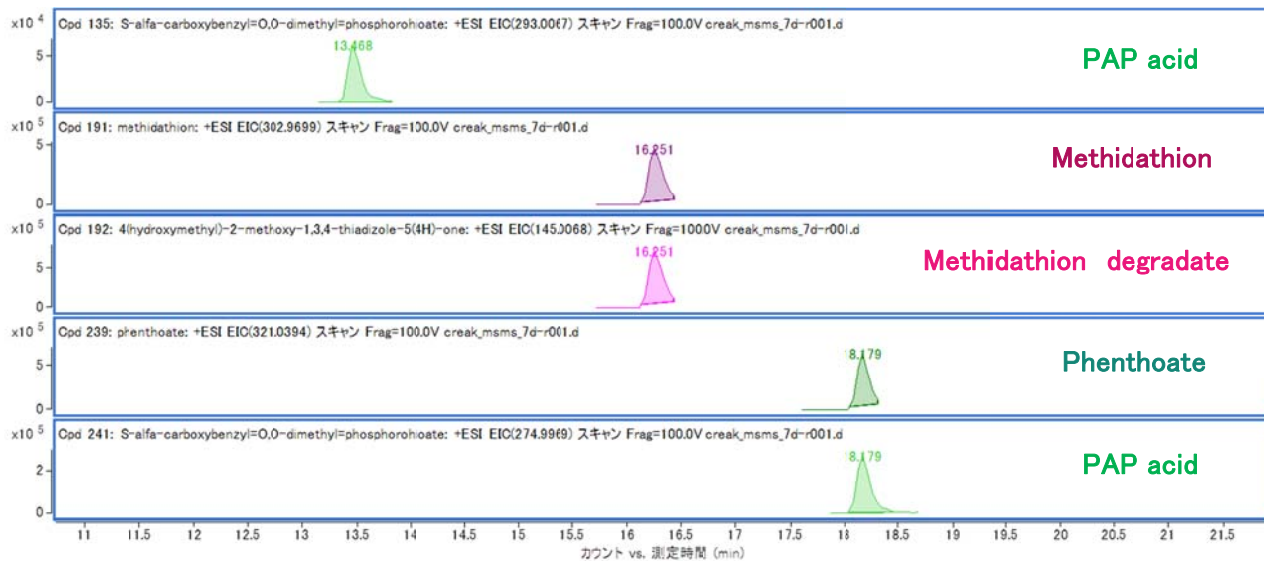 x10 4
Cpd 135: S-alfa-carboxybenzyl=O,O-dimethyl=phosphorohioate: +ESI EIC(293.0067) スキャン Frag=100.0V creak_msms_7d-r001.d
13.468
5
0
PAP acid
x10 5
Cpd 191: methidathion: +ESI EIC(302.9699) スキャン Frag=100.0V creak_msms_7d-r001.d
16.251
5
0
Methidathion
x10 5
Cpd 192: 4(hydroxymethyl)-2-methoxy-1,3,4-thiadizole-5(4H)-one: +ESI EIC(145.0068) スキャン Frag=1000V creak_msms_7d-r001.d
16.251
5
0
Methidathion degradate
x10 5
Cpd 239: phenthoate: +ESI EIC(321.0394) スキャン Frag=100.0V creak_msms_7d-r001.d
8.179
5
0
Phenthoate
x10 5
Cpd 241: S-alfa-carboxybenzyl=O,O-dimethyl=phosphorohioate: +ESI EIC(274.9969) スキャン Frag=100.0V creak_msms_7d-r001.d
8.179
2
0
PAP acid
11 11.5 12 12.5 13 13.5 14 14.5 15 15.5 16 16.5 17 17.5 18 18.5 19 19.5 20 20.5 21 21.5
カウント vs. 測定時間 (min)